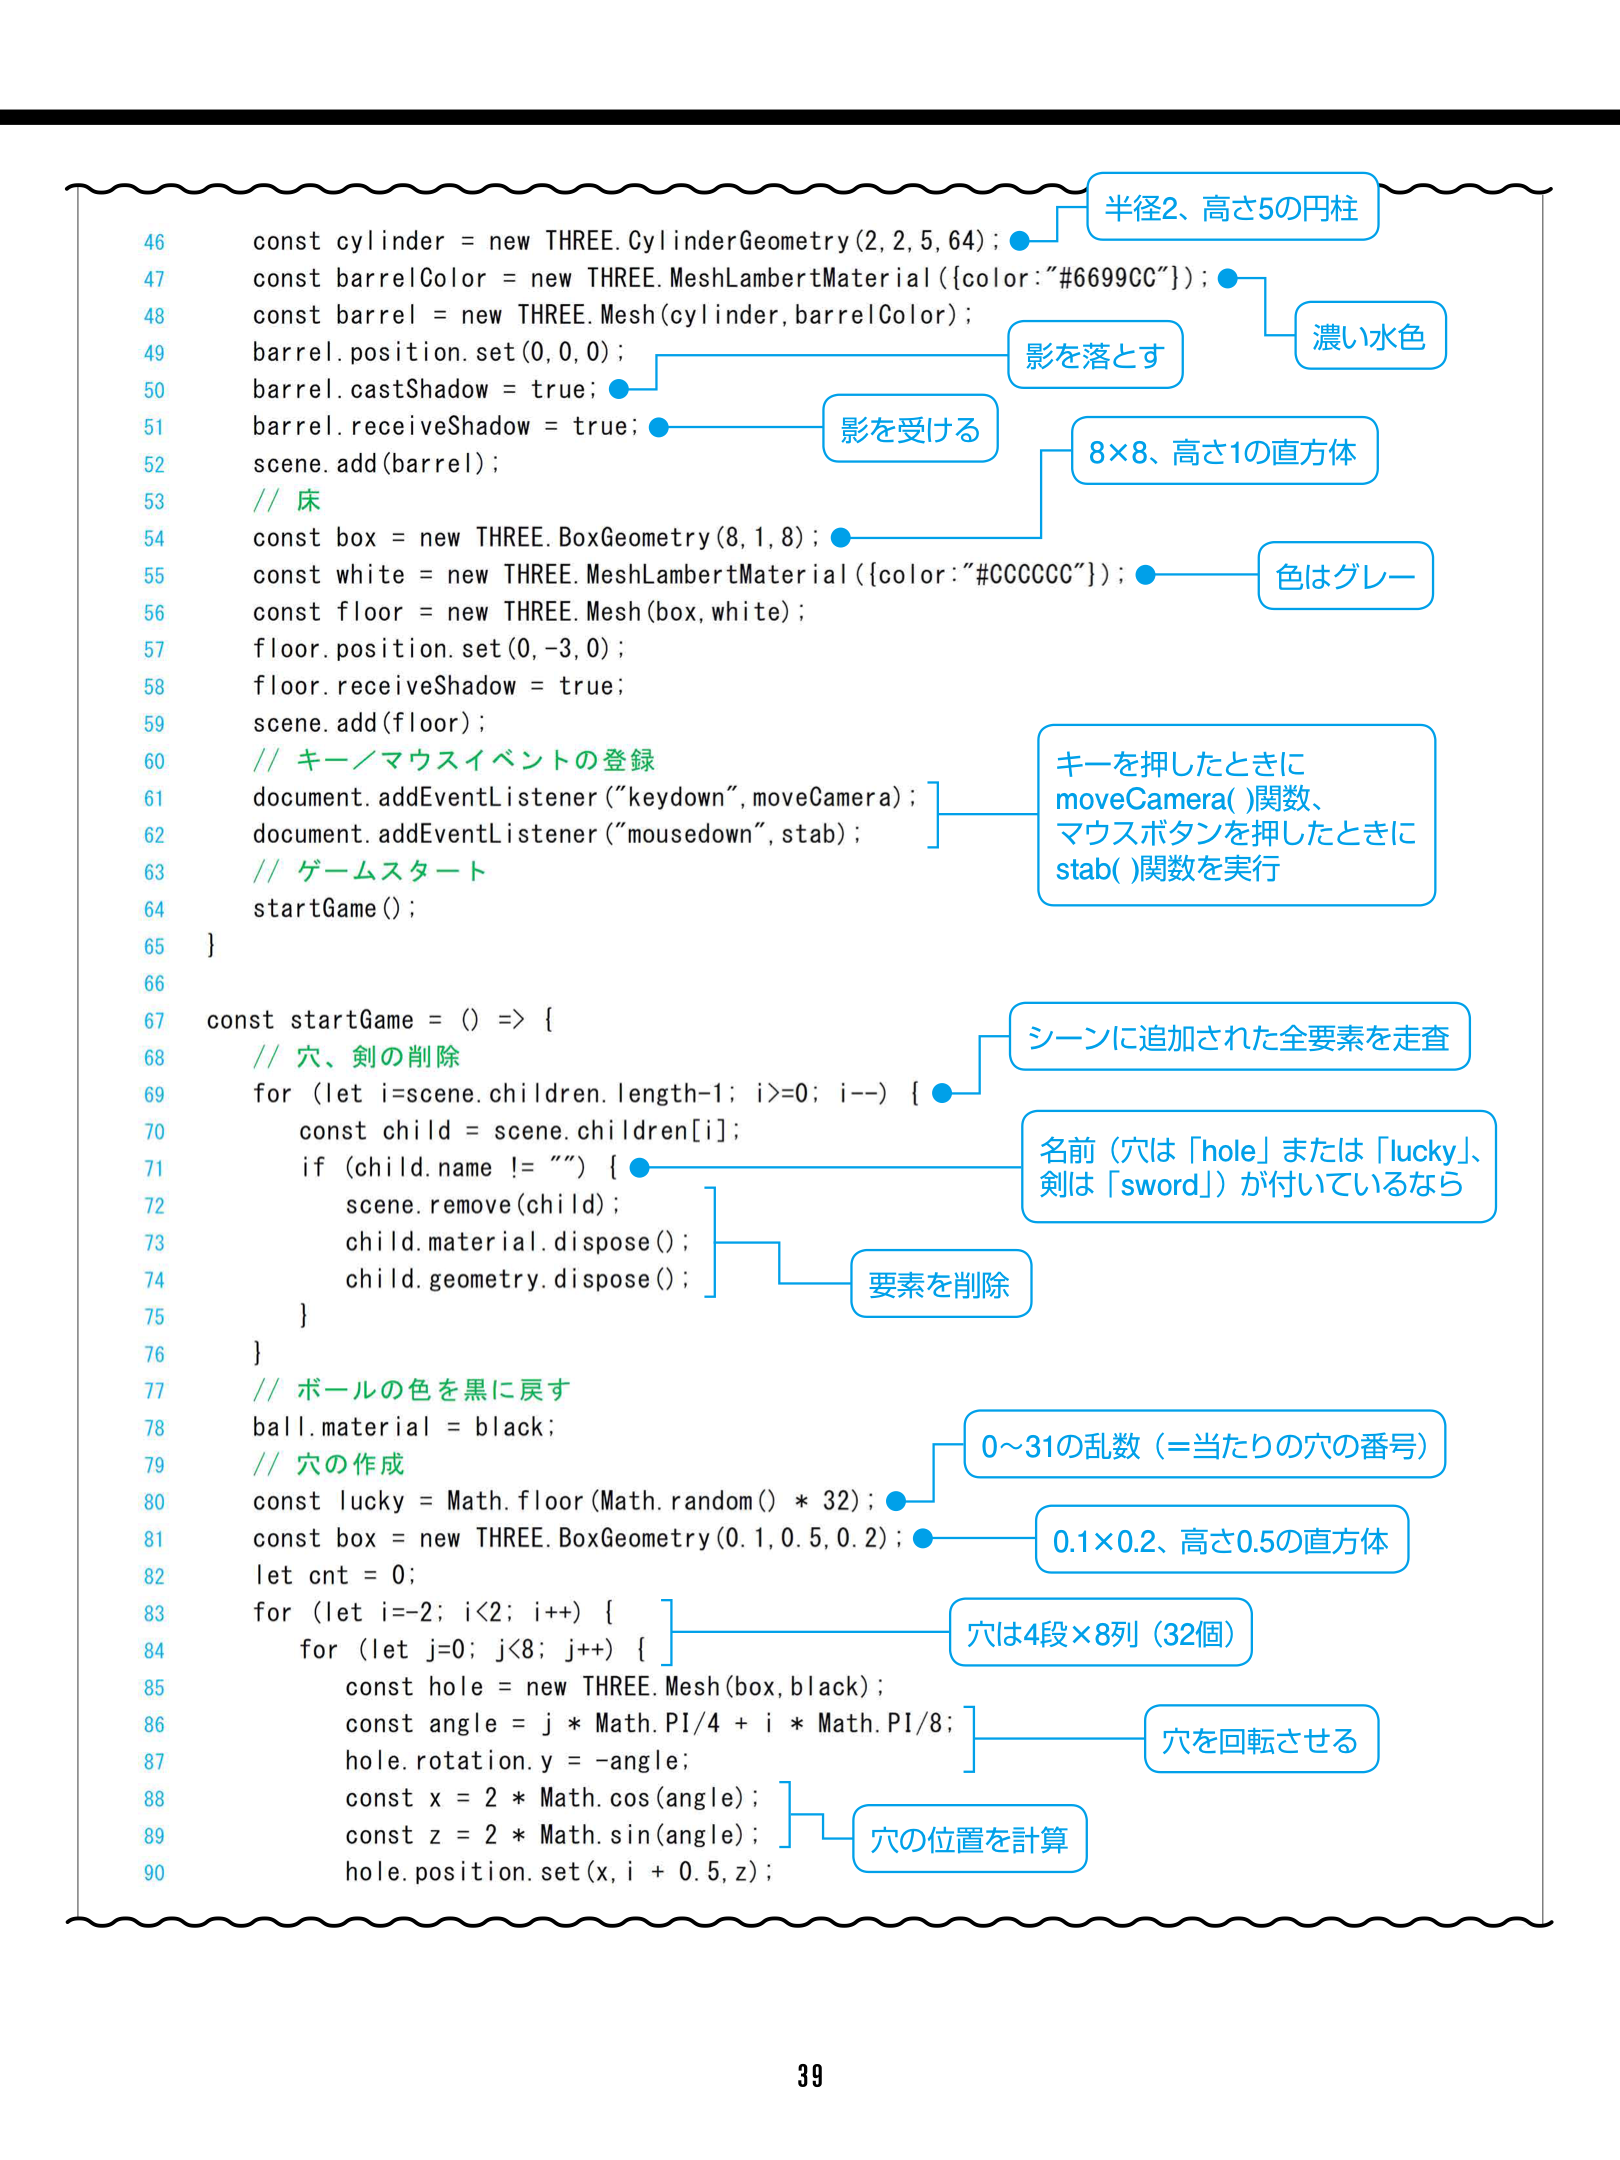 半径2、高さ5の円柱
46 const cylinder = new THREE.CylinderGeometry(2,2,5,64);
47 const barrelColor = new THREE.MeshLambertMaterial({color:"#6699CC"});
濃い水色
48 const barrel = new THREE.Mesh(cylinder,barrelColor);
49 barrel.position.set(0,0,0);
影を落とす
50 barrel.castShadow = true;
51 barrel.receiveShadow = true;
影を受ける
52 scene.add(barrel);
8×8、高さ1の直方体
53 // 床
54 const box = new THREE.BoxGeometry(8,1,8);
55 const white = new THREE.MeshLambertMaterial({color:"#CCCCCC"});
色はグレー
56 const floor = new THREE.Mesh(box,white);
57 floor.position.set(0,-3,0);
58 floor.receiveShadow = true;
59 scene.add(floor);
60 // キー／マウスイベントの登録
61 document.addEventListener("keydown",moveCamera);
62 document.addEventListener("mousedown",stab);
キーを押したときに
moveCamera( )関数、
マウスボタンを押したときに
stab( )関数を実行
63 // ゲームスタート
64 startGame();
65 }
66
67 const startGame = () => {
68 // 穴、剣の削除
シーンに追加された全要素を走査
69 for (let i=scene.children.length-1; i>=0; i--) {
70 const child = scene.children[i];
71 if (child.name != "") {
名前（穴は「hole」または「lucky」、
剣は「sword」）が付いているなら
72 scene.remove(child);
73 child.material.dispose();
74 child.geometry.dispose();
要素を削除
75 }
76 }
77 // ボールの色を黒に戻す
78 ball.material = black;
79 // 穴の作成
0～31の乱数（＝当たりの穴の番号）
80 const lucky = Math.floor(Math.random() * 32);
81 const box = new THREE.BoxGeometry(0.1,0.5,0.2);
0.1×0.2、高さ0.5の直方体
82 let cnt = 0;
83 for (let i=-2; i<2; i++) {
84 for (let j=0; j<8; j++) {
穴は4段×8列（32個）
85 const hole = new THREE.Mesh(box,black);
86 const angle = j * Math.PI/4 + i * Math.PI/8;
87 hole.rotation.y = -angle;
穴を回転させる
88 const x = 2 * Math.cos(angle);
89 const z = 2 * Math.sin(angle);
穴の位置を計算
90 hole.position.set(x,i + 0.5,z);
39